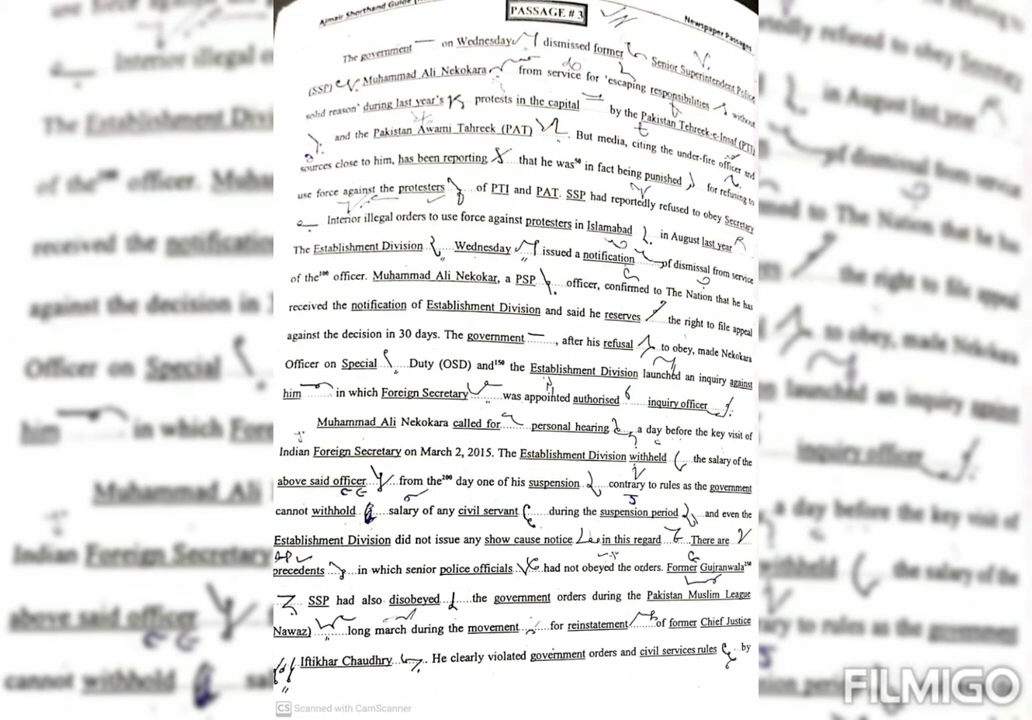 Ajmair Shorthand Guide
PASSAGE # 3
Newspaper Passages
The government on Wednesday dismissed former Senior Superintendent Police
(SSP) Muhammad Ali Nekokara from service for 'escaping responsibilities without
solid reason' during last year's protests in the capital by the Pakistan Tehreek-e-Insaf (PTI)
and the Pakistan Awami Tahreek (PAT). But media, citing the under-fire officer and
sources close to him, has been reporting that he was50 in fact being punished for refusing to
use force against the protesters of PTI and PAT. SSP had reportedly refused to obey Secretary
Interior illegal orders to use force against protesters in Islamabad in August last year
The Establishment Division Wednesday issued a notification of dismissal from service
of the100 officer. Muhammad Ali Nekokar, a PSP officer, confirmed to The Nation that he has
received the notification of Establishment Division and said he reserves the right to file appeal
against the decision in 30 days. The government, after his refusal to obey, made Nekokara
Officer on Special Duty (OSD) and150 the Establishment Division launched an inquiry against
him in which Foreign Secretary was appointed authorised inquiry officer.
Muhammad Ali Nekokara called for personal hearing a day before the key visit of
Indian Foreign Secretary on March 2, 2015. The Establishment Division withheld the salary of the
above said officer from the200 day one of his suspension contrary to rules as the government
cannot withhold salary of any civil servant during the suspension period and even the
Establishment Division did not issue any show cause notice in this regard. There are
precedents in which senior police officials had not obeyed the orders. Former Gujranwala250
SSP had also disobeyed the government orders during the Pakistan Muslim League
Nawaz) long march during the movement for reinstatement of former Chief Justice
Iftikhar Chaudhry. He clearly violated government orders and civil services rules by
CS Scanned with CamScanner
FILMIGO